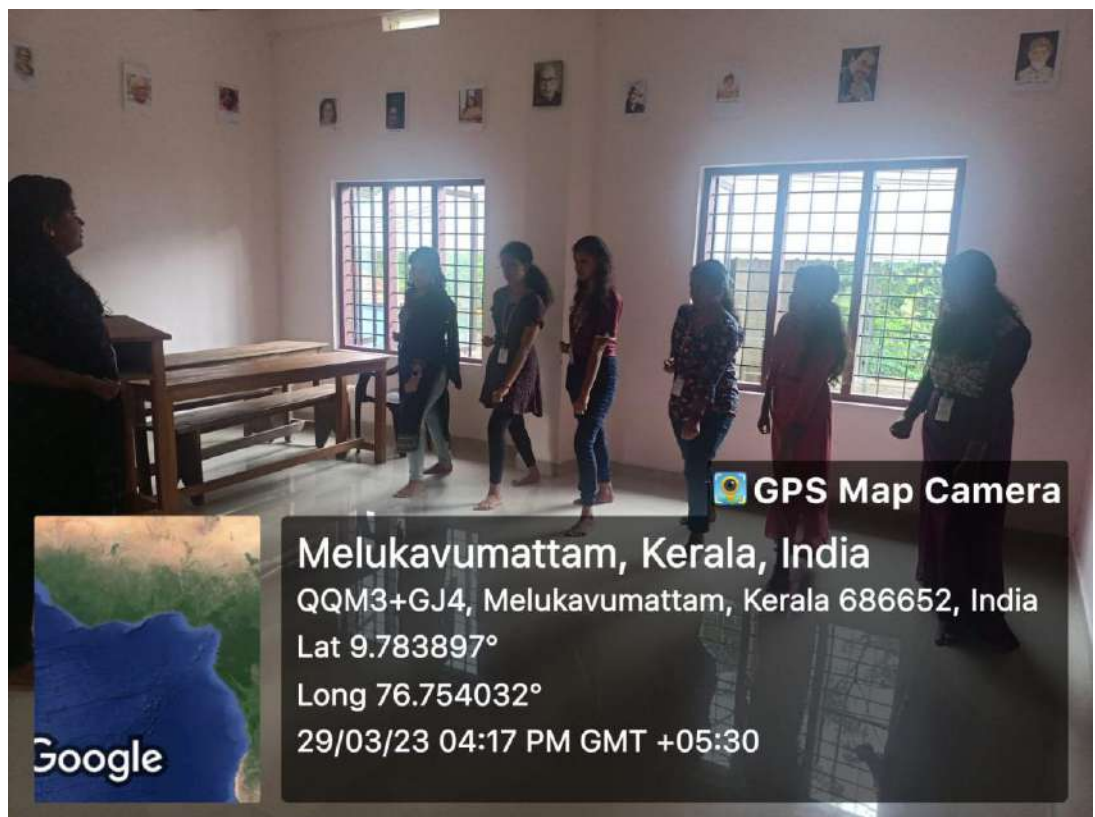 GPS Map Camera
Melukavumattam, Kerala, India
QQM3+GJ4, Melukavumattam, Kerala 686652, India
Lat 9.783897°
Long 76.754032°
29/03/23 04:17 PM GMT +05:30
Google